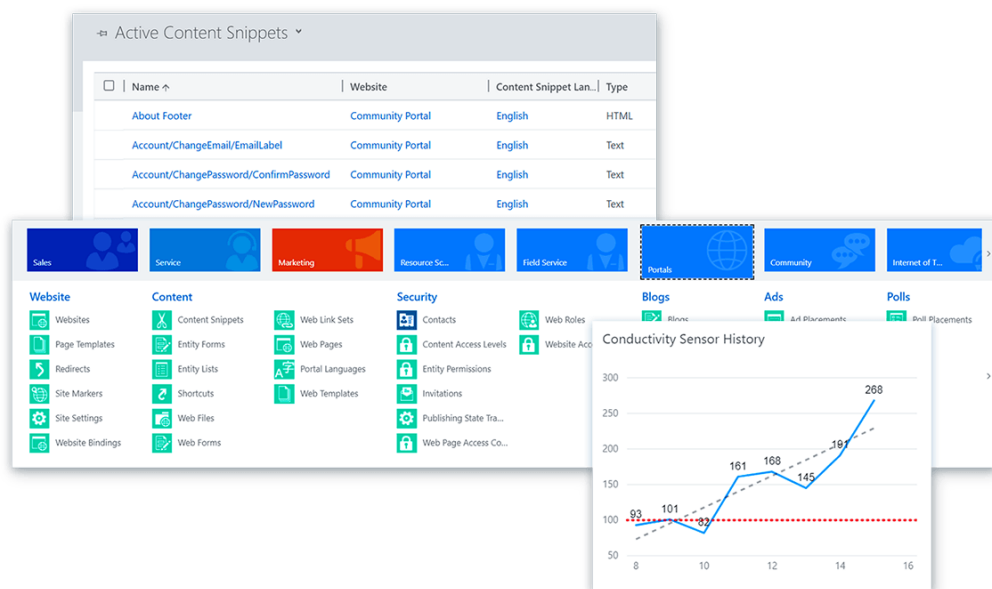 Active Content Snippets
Name Website Content Snippet Lan... Type
About Footer Community Portal English HTML
Account/ChangeEmail/EmailLabel Community Portal English Text
Account/ChangePassword/ConfirmPassword Community Portal English Text
Account/ChangePassword/NewPassword Community Portal English Text
Sales Service Marketing Resource Sc... Field Service Portals Community Internet of T...
Website Content Security Blogs Ads Polls
Websites Content Snippets Web Link Sets Contacts Web Roles Blogs Ad Placements Poll Placements
Page Templates Entity Forms Web Pages Content Access Levels Website Acc
Redirects Entity Lists Portal Languages Entity Permissions
Site Markers Shortcuts Web Templates Invitations
Site Settings Web Files Publishing State Tra...
Website Bindings Web Forms Web Page Access Co...
Conductivity Sensor History
300
268
250
200
191
161 168
150
145
93 101
100
82
50
8 10 12 14 16